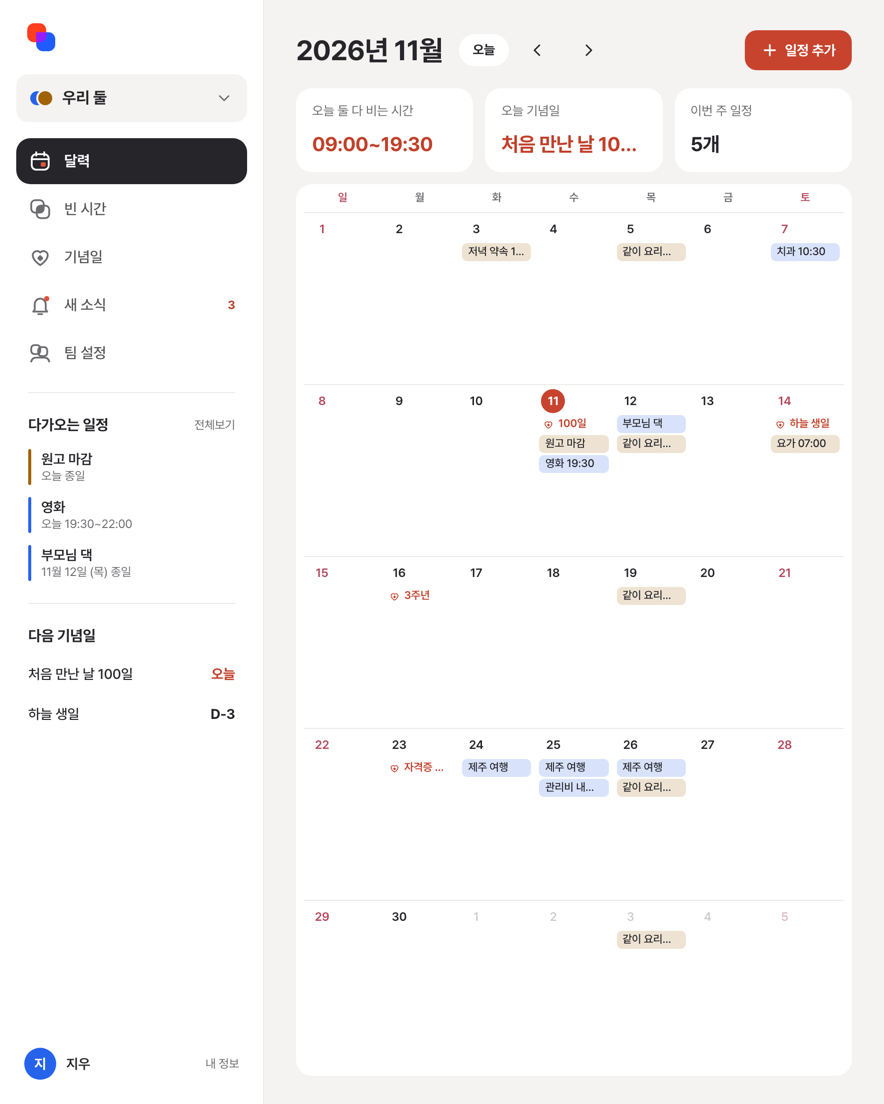 우리 둘
달력
빈 시간
기념일
새 소식 3
팀 설정
다가오는 일정 전체보기
원고 마감
오늘 종일
영화
오늘 19:30~22:00
부모님 댁
11월 12일 (목) 종일
다음 기념일
처음 만난 날 100일 오늘
하늘 생일 D-3
지 지우 내 정보
2026년 11월 오늘 일정 추가
오늘 둘 다 비는 시간
09:00~19:30
오늘 기념일
처음 만난 날 10...
이번 주 일정
5개
일 월 화 수 목 금 토
1 2 3 4 5 6 7
저녁 약속 1... 같이 요리... 치과 10:30
8 9 10 11 12 13 14
100일 부모님 댁 하늘 생일
원고 마감 같이 요리... 요가 07:00
영화 19:30
15 16 17 18 19 20 21
3주년 같이 요리...
22 23 24 25 26 27 28
자격증 ... 제주 여행 제주 여행 제주 여행
관리비 내... 같이 요리...
29 30 1 2 3 4 5
같이 요리...